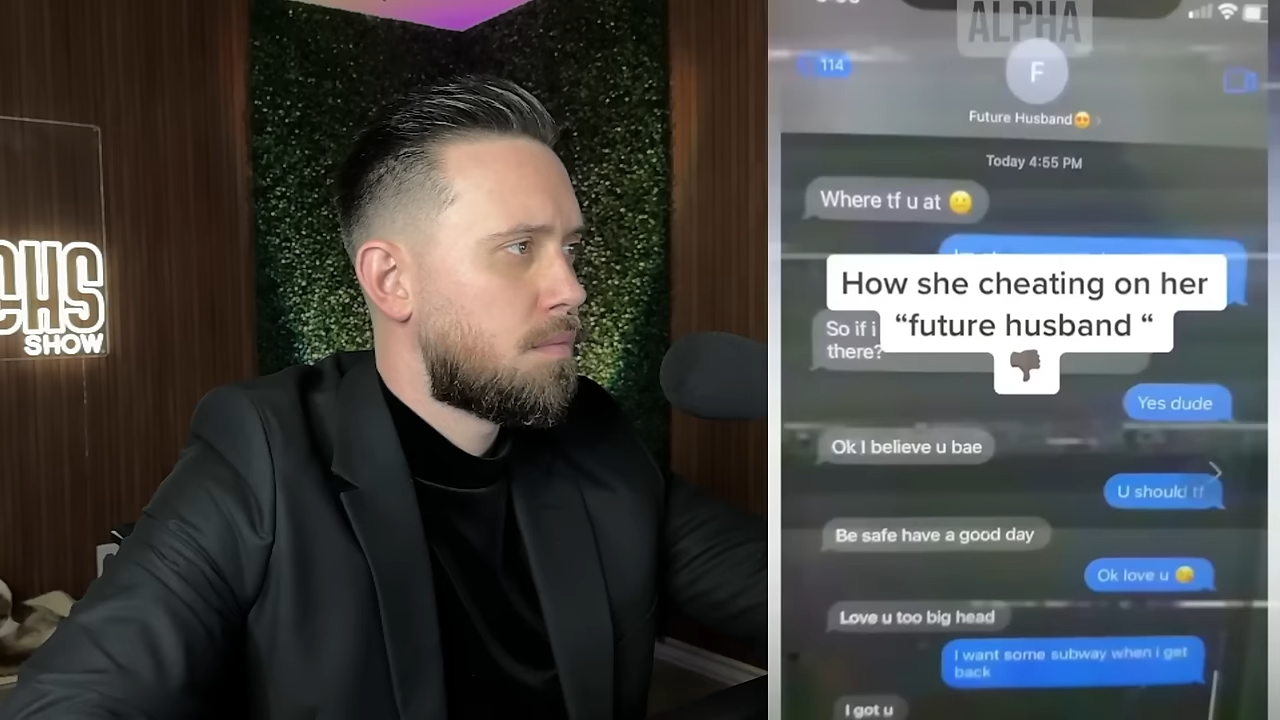 CHS
SHOW
ALPHA
114
F
Future Husband😍
Today 4:55 PM
Where tf u at 😐
How she cheating on her
“future husband “
👎🏿
So if i
there?
Yes dude
Ok I believe u bae
U should tf
Be safe have a good day
Ok love u
Love u too big head
I want some subway when i get
back
I got u